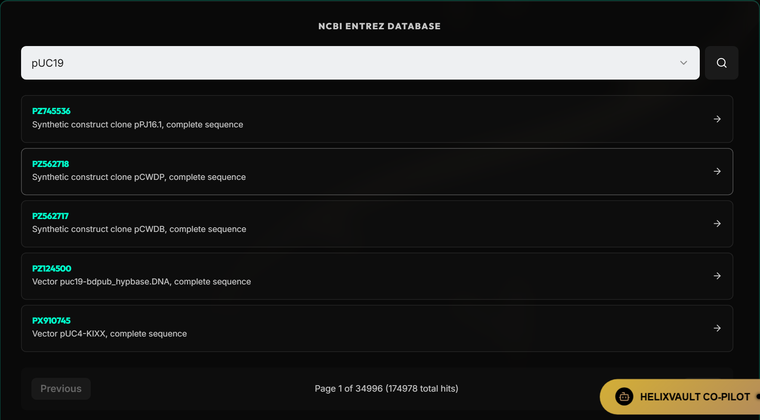 NCBI ENTREZ DATABASE
pUC19
PZ745536
Synthetic construct clone pPJ16.1, complete sequence
PZ562718
Synthetic construct clone pCWDP, complete sequence
PZ562717
Synthetic construct clone pCWDB, complete sequence
PZ124500
Vector puc19-bdpub_hypbase.DNA, complete sequence
PX910745
Vector pUC4-KIXX, complete sequence
Previous
Page 1 of 34996 (174978 total hits)
HELIXVAULT CO-PILOT